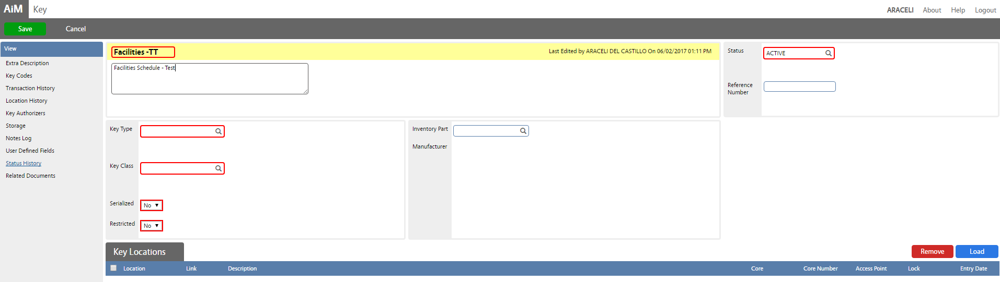 AiM Key ARACELI About Help Logout
Save Cancel
View
Extra Description
Key Codes
Transaction History
Location History
Key Authorizers
Storage
Notes Log
User Defined Fields
Status History
Related Documents
Facilities -TT Last Edited by ARACELI DEL CASTILLO On 06/02/2017 01:11 PM
Facilities Schedule - Test
Status ACTIVE
Reference
Number
Key Type
Key Class
Serialized No
Restricted No
Inventory Part
Manufacturer
Key Locations Remove Load
Location Link Description Core Core Number Access Point Lock Entry Date